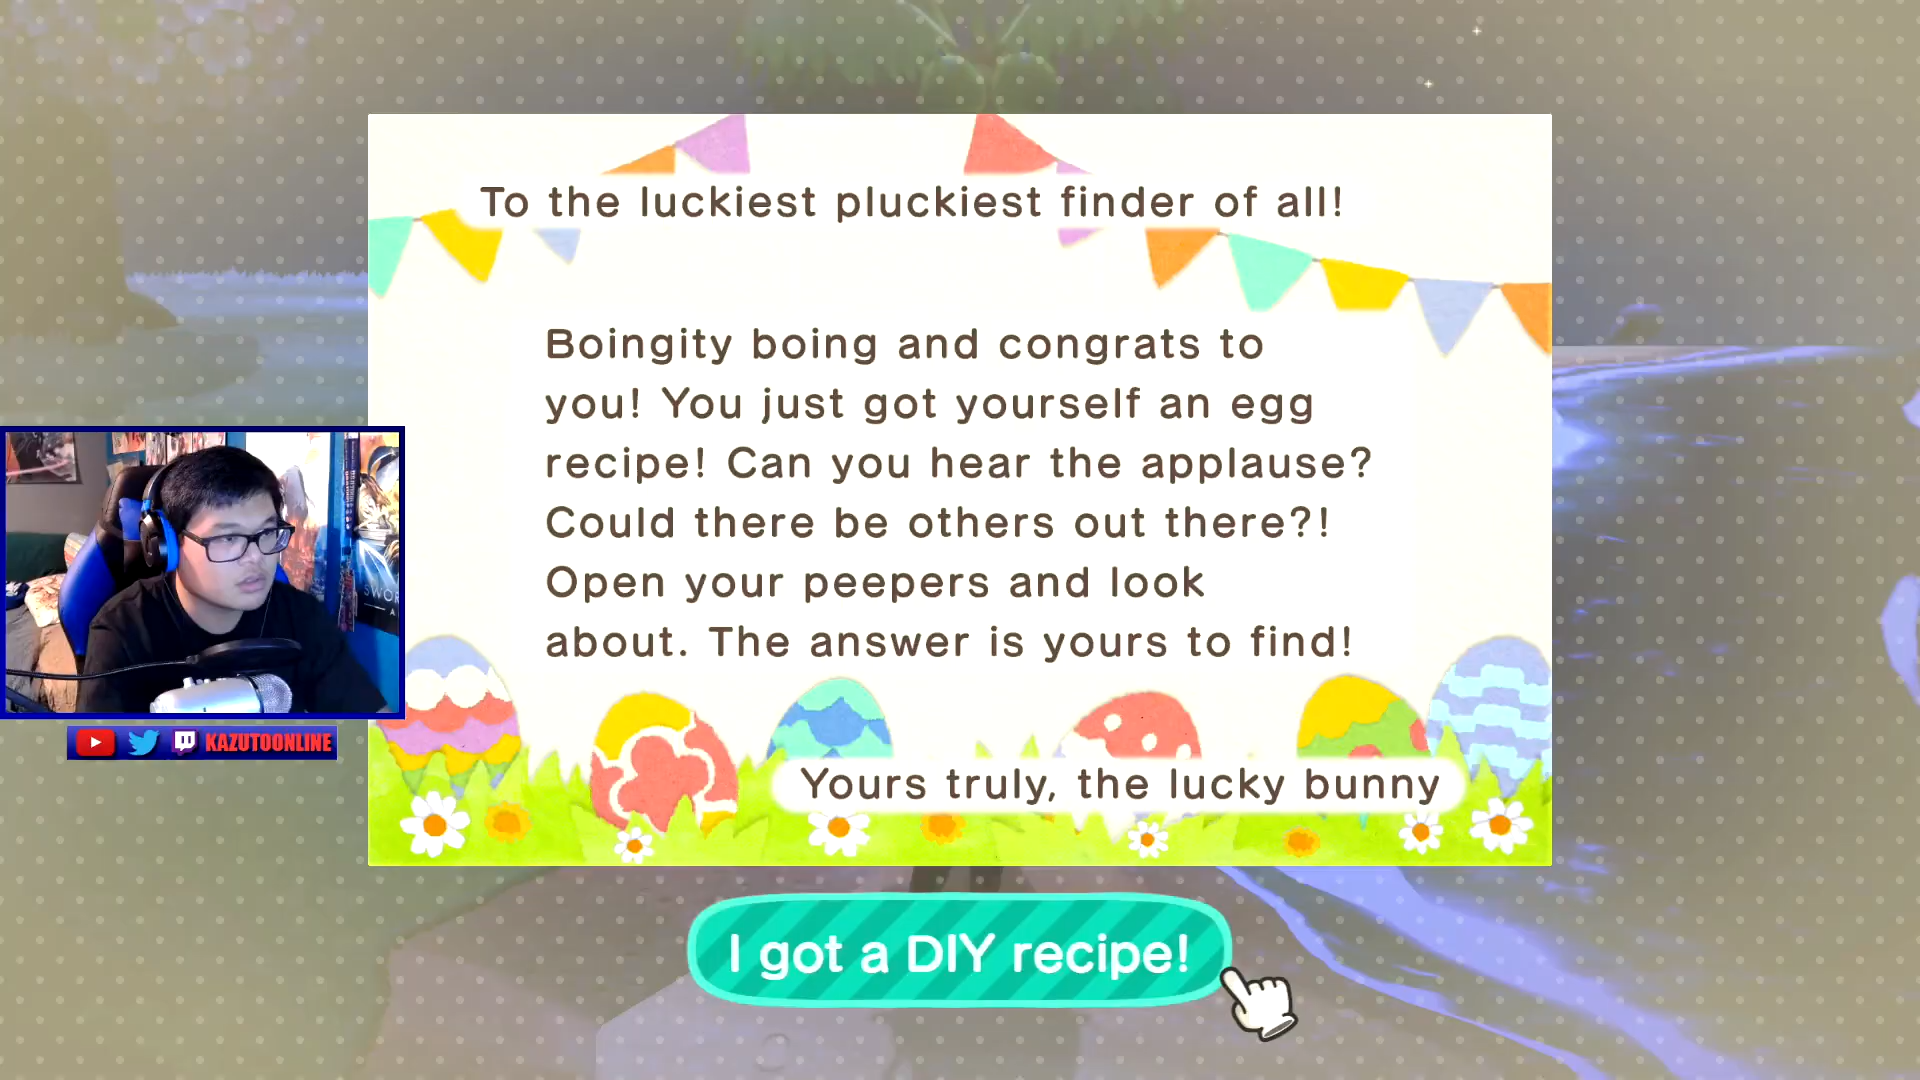 To the luckiest pluckiest finder of all!
Boingity boing and congrats to
you! You just got yourself an egg
recipe! Can you hear the applause?
Could there be others out there?!
Open your peepers and look
about. The answer is yours to find!
SWOR
Yours truly, the lucky bunny
KAZUTOONLINE
I got a DIY recipe!